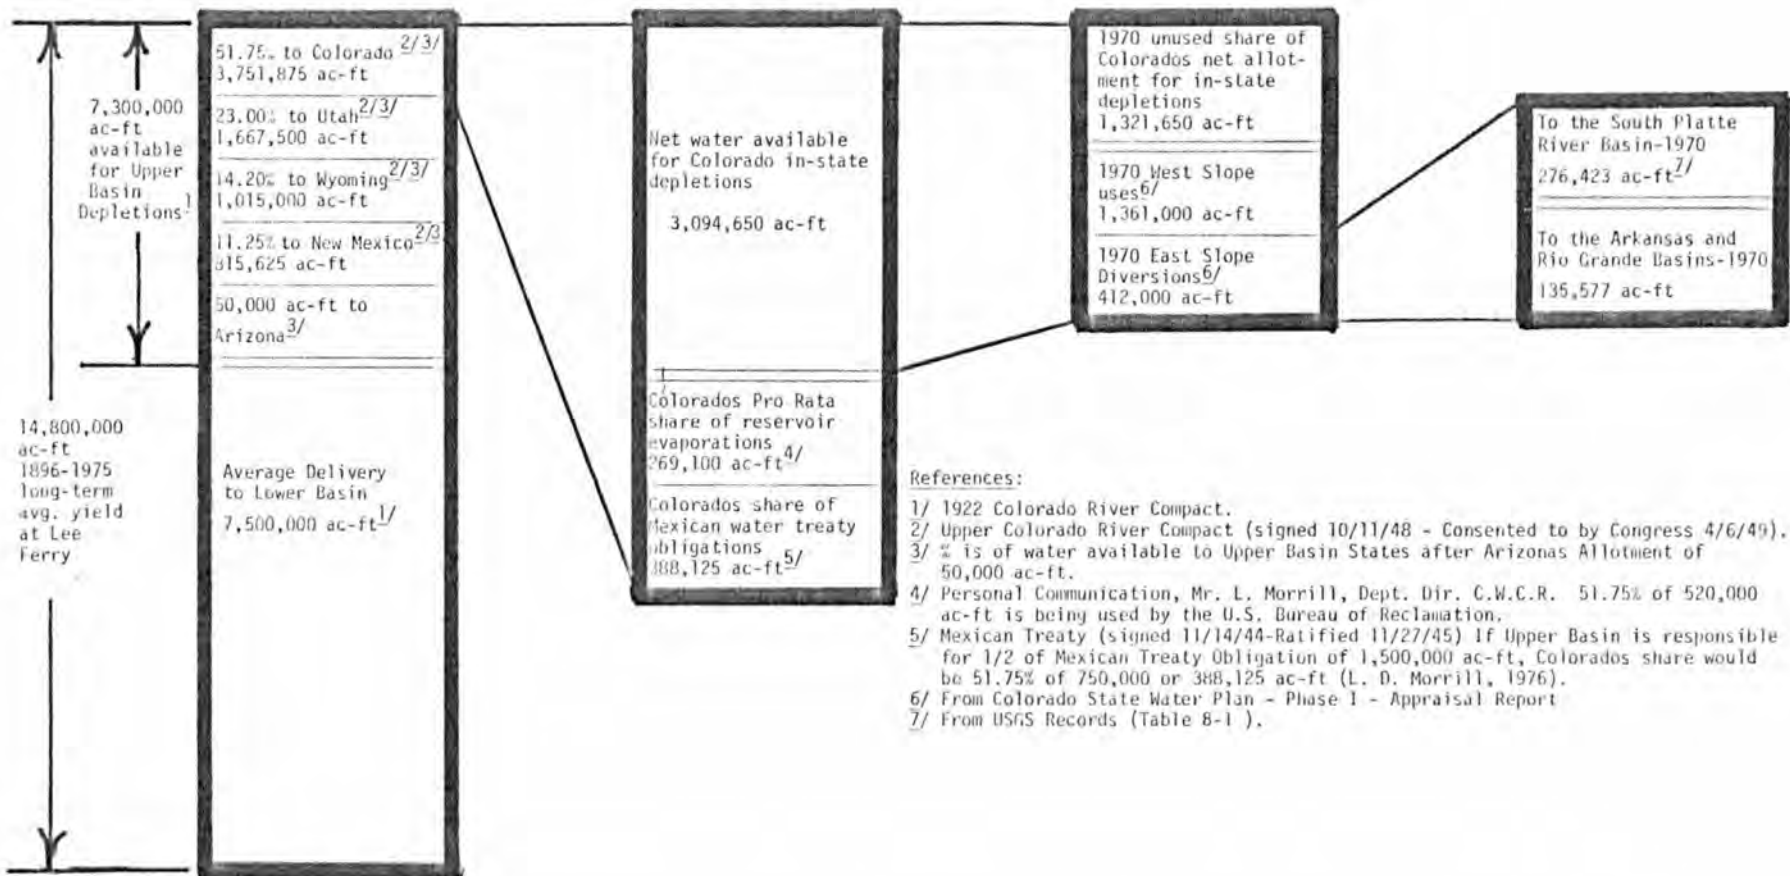 14,800,000
ac-ft
1896-1975
long-term
avg. yield
at Lee
Ferry
7,300,000
ac-ft
available
for Upper
Basin
Depletions 1
51.75% to Colorado 2/3/
3,751,875 ac-ft
23.00% to Utah 2/3/
1,667,500 ac-ft
14.20% to Wyoming 2/3/
1,015,000 ac-ft
11.25% to New Mexico 2/3
815,625 ac-ft
50,000 ac-ft to
Arizona 3/
Average Delivery
to Lower Basin
7,500,000 ac-ft 1/
Net water available
for Colorado in-state
depletions
3,094,650 ac-ft
Colorados Pro Rata
share of reservoir
evaporations
269,100 ac-ft 4/
Colorados share of
Mexican water treaty
obligations
388,125 ac-ft 5/
1970 unused share of
Colorados net allot-
ment for in-state
depletions
1,321,650 ac-ft
1970 West Slope
uses 6/
1,361,000 ac-ft
1970 East Slope
Diversions 6/
412,000 ac-ft
To the South Platte
River Basin-1970
276,423 ac-ft 7/
To the Arkansas and
Rio Grande Basins-1970
135,577 ac-ft
References:
1/ 1922 Colorado River Compact.
2/ Upper Colorado River Compact (signed 10/11/48 - Consented to by Congress 4/6/49).
3/ % is of water available to Upper Basin States after Arizonas Allotment of
50,000 ac-ft.
4/ Personal Communication, Mr. L. Morrill, Dept. Dir. C.W.C.R. 51.75% of 520,000
ac-ft is being used by the U.S. Bureau of Reclamation.
5/ Mexican Treaty (signed 11/14/44-Ratified 11/27/45) If Upper Basin is responsible
for 1/2 of Mexican Treaty Obligation of 1,500,000 ac-ft, Colorados share would
be 51.75% of 750,000 or 388,125 ac-ft (L. D. Morrill, 1976).
6/ From Colorado State Water Plan - Phase I - Appraisal Report
7/ From USGS Records (Table 8-1 ).